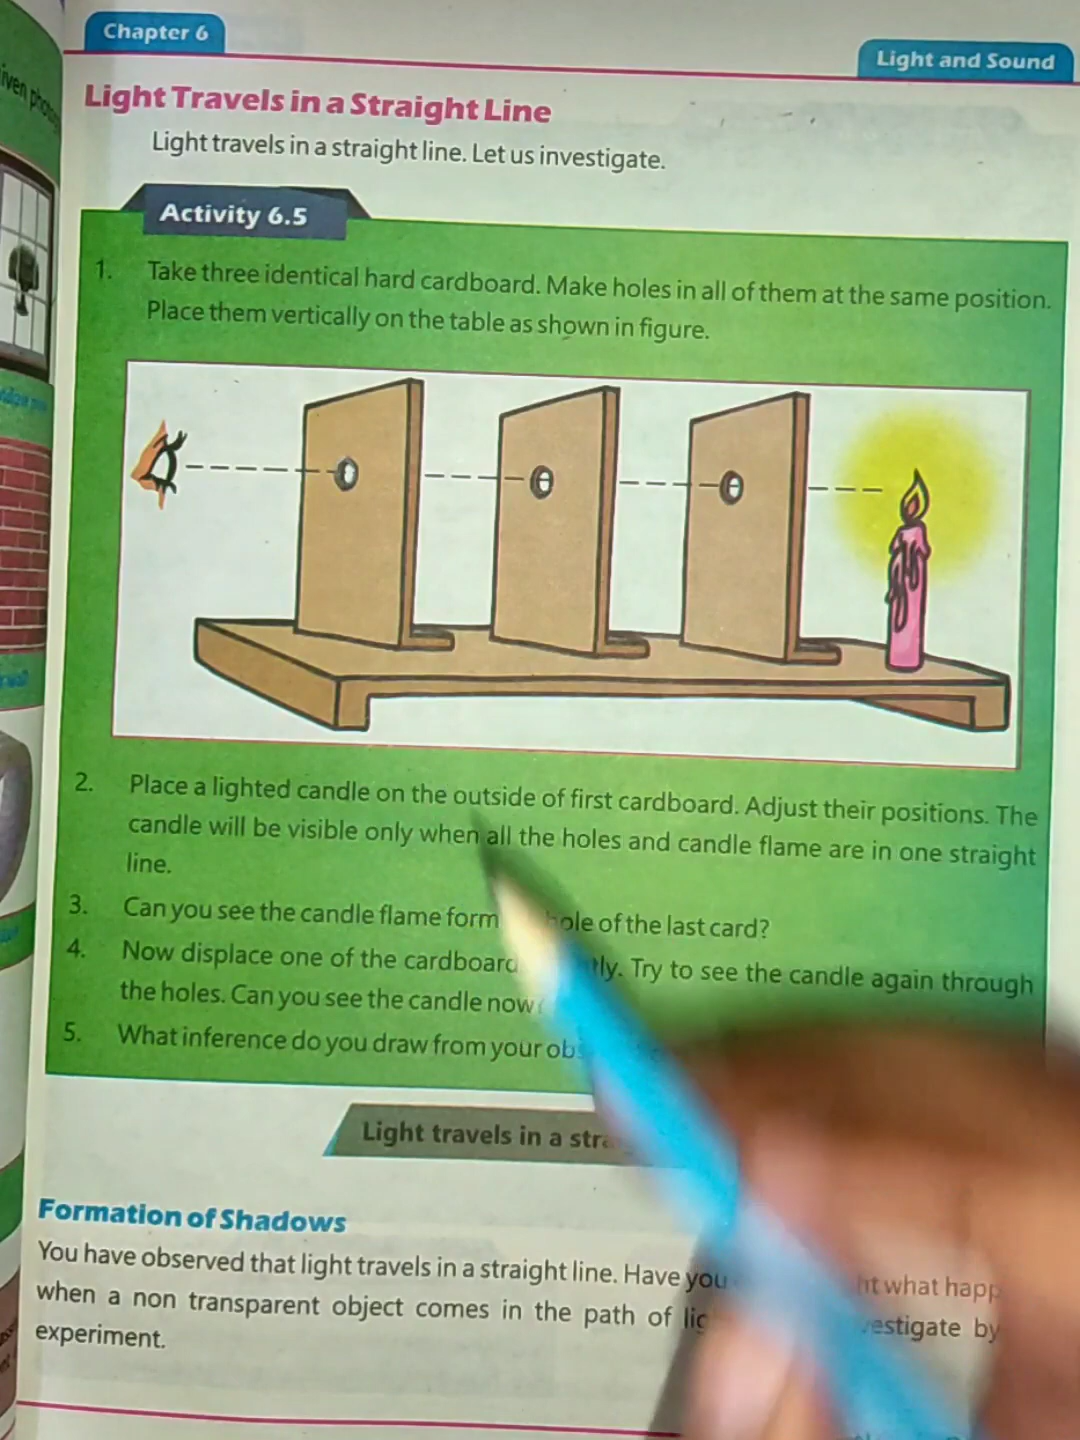 Chapter 6
Light and Sound
Light Travels in a Straight Line
Light travels in a straight line. Let us investigate.
Activity 6.5
1. Take three identical hard cardboard. Make holes in all of them at the same position.
Place them vertically on the table as shown in figure.
2. Place a lighted candle on the outside of first cardboard. Adjust their positions. The
candle will be visible only when all the holes and candle flame are in one straight
line.
3. Can you see the candle flame form hole of the last card?
4. Now displace one of the cardboard tly. Try to see the candle again through
the holes. Can you see the candle now
5. What inference do you draw from your obs
Light travels in a stra
Formation of Shadows
You have observed that light travels in a straight line. Have you ht what happ
when a non transparent object comes in the path of lig estigate by
experiment.